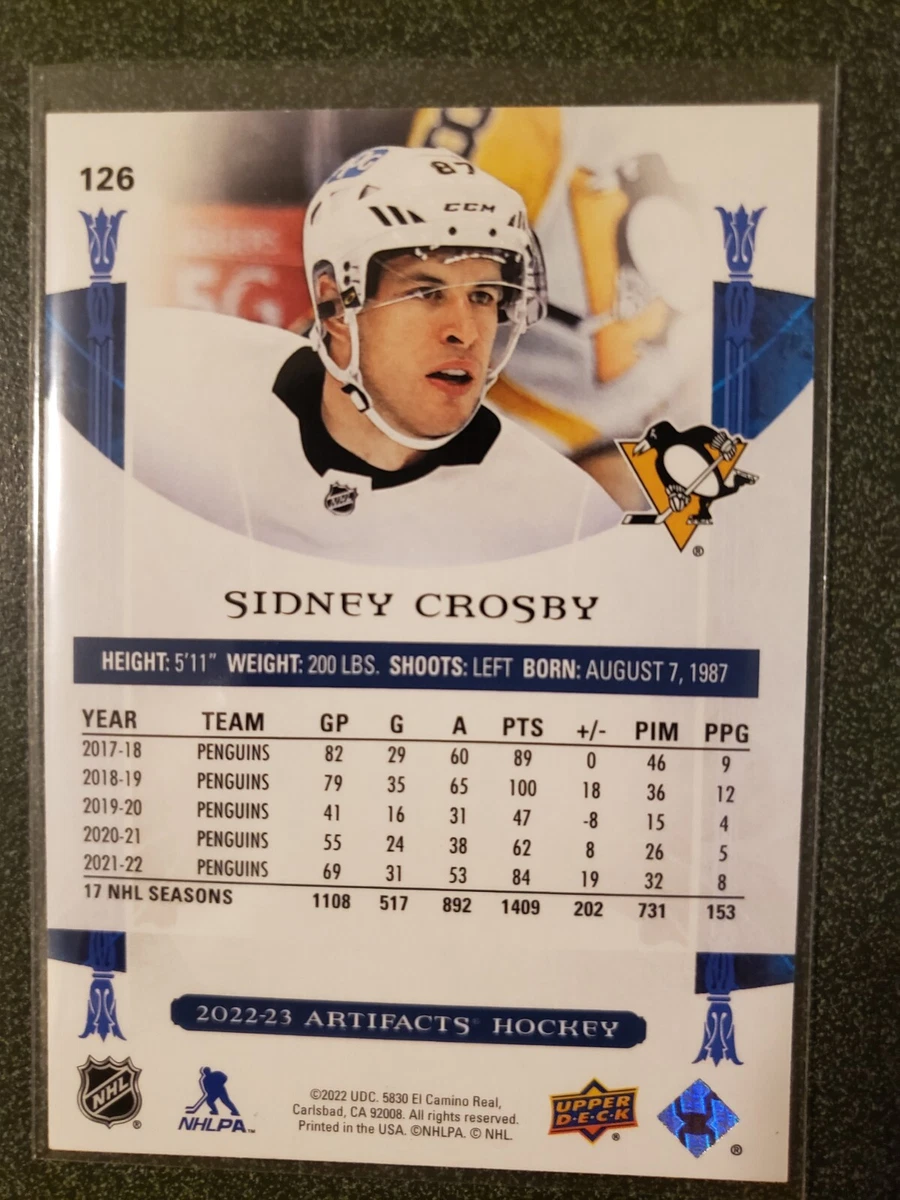 126
87
CCM
5G
SIDNEY CROSBY
HEIGHT: 5'11" WEIGHT: 200 LBS. SHOOTS: LEFT BORN: AUGUST 7, 1987
YEAR TEAM GP G A PTS +/- PIM PPG
2017-18 PENGUINS 82 29 60 89 0 46 9
2018-19 PENGUINS 79 35 65 100 18 36 12
2019-20 PENGUINS 41 16 31 47 -8 15 4
2020-21 PENGUINS 55 24 38 62 8 26 5
2021-22 PENGUINS 69 31 53 84 19 32 8
17 NHL SEASONS 1108 517 892 1409 202 731 153
2022-23 ARTIFACTS® HOCKEY
NHL ®
NHLPA™
©2022 UDC. 5830 El Camino Real,
Carlsbad, CA 92008. All rights reserved.
Printed in the USA. ©NHLPA. © NHL.
UPPER
D·E·C·K
®